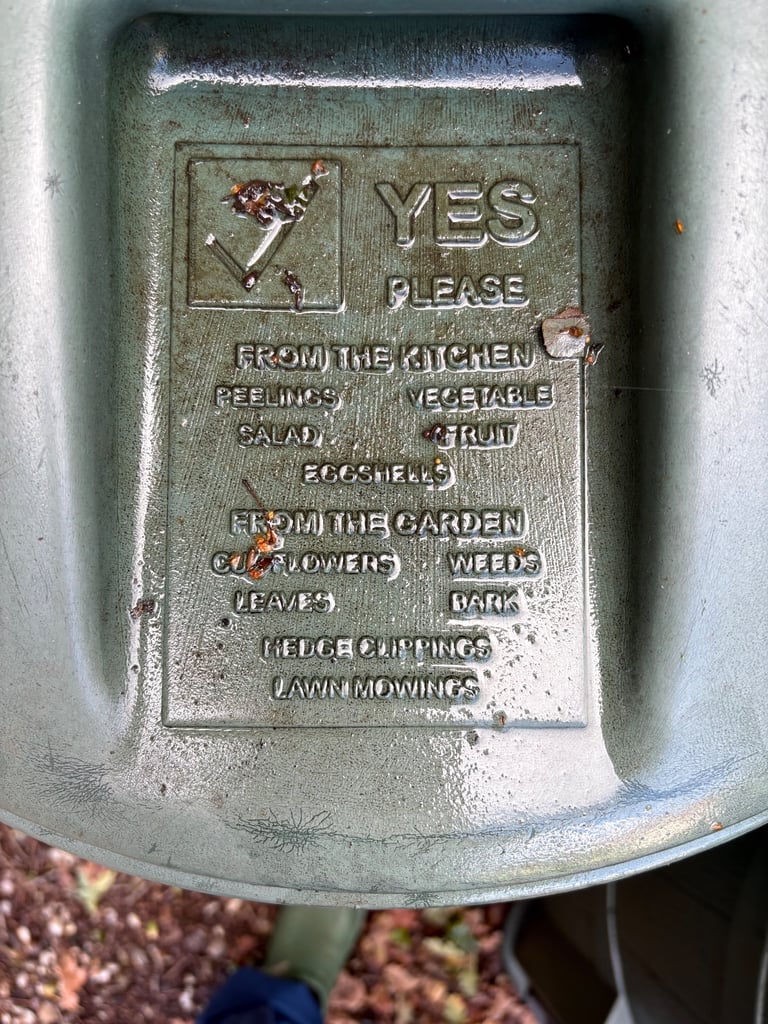 YES
PLEASE
FROM THE KITCHEN
PEELINGS VEGETABLE
SALAD FRUIT
EGGSHELLS
FROM THE GARDEN
CUT FLOWERS WEEDS
LEAVES BARK
HEDGE CLIPPINGS
LAWN MOWINGS